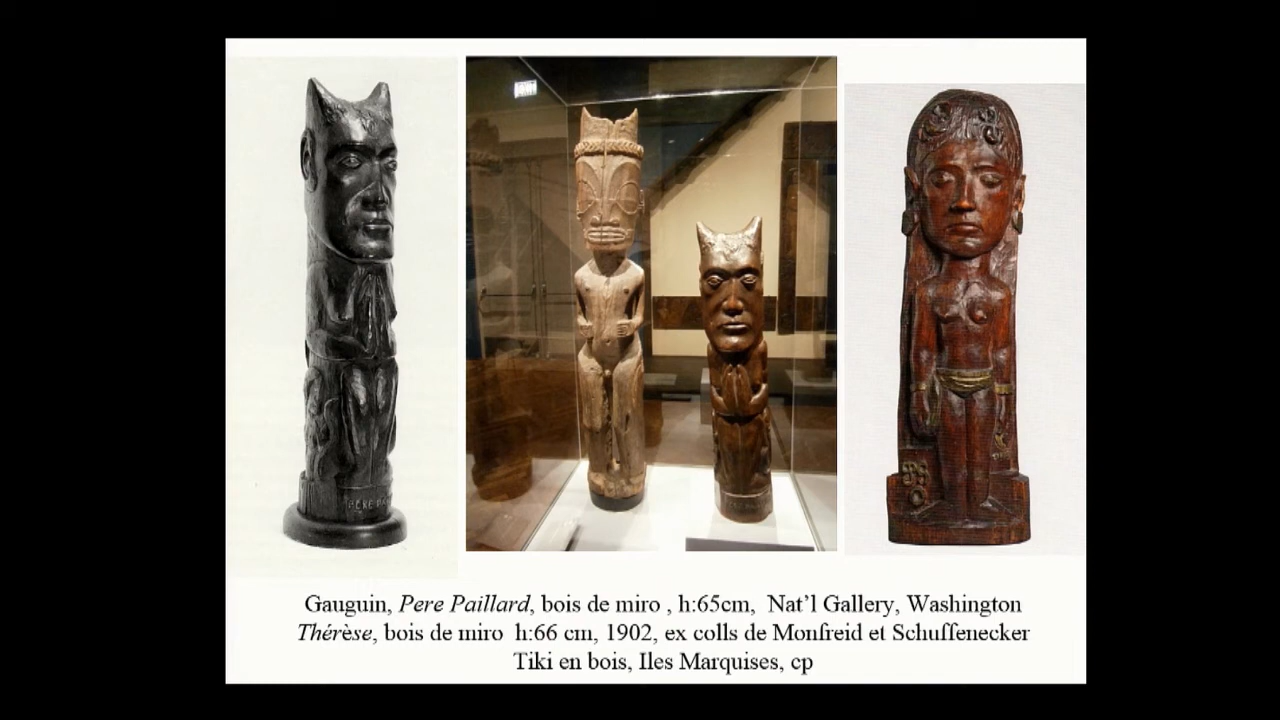 Gauguin, Pere Paillard, bois de miro , h:65cm, Nat’l Gallery, Washington
Thérèse, bois de miro h:66 cm, 1902, ex colls de Monfreid et Schuffenecker
Tiki en bois, Iles Marquises, cp